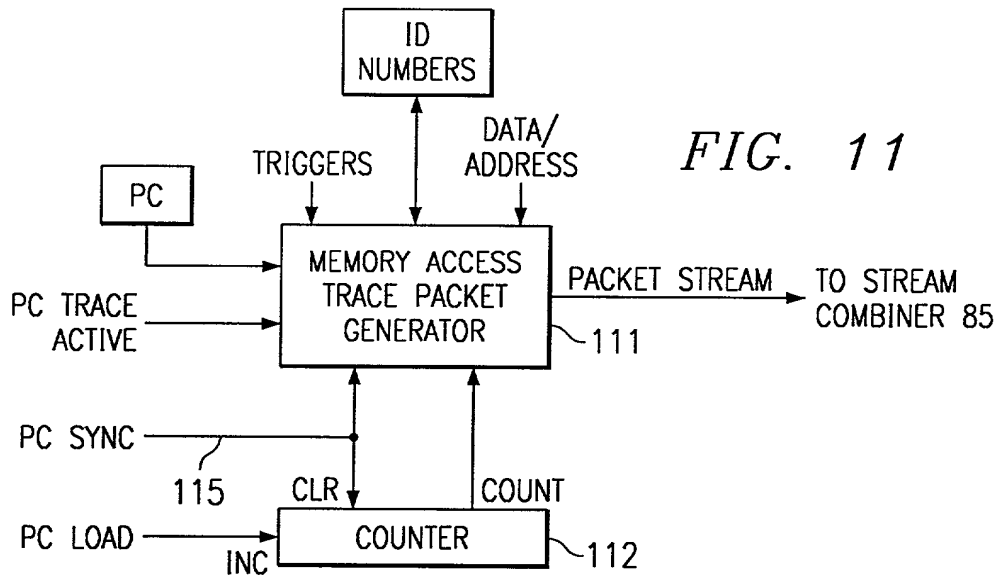 ID
NUMBERS
DATA/
ADDRESS
TRIGGERS
FIG. 11
PC
MEMORY ACCESS
TRACE PACKET
GENERATOR
PACKET STREAM
TO STREAM
COMBINER 85
PC TRACE
ACTIVE
111
PC SYNC
115
CLR
COUNT
PC LOAD
INC
COUNTER
112